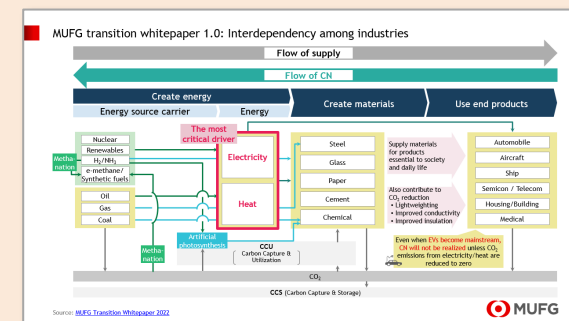 MUFG transition whitepaper 1.0: Interdependency among industries
Flow of supply
Flow of CN
Create energy
Create materials
Use end products
Energy source carrier
Energy
Nuclear
Renewables
H₂/NH₃
e-methane/
Synthetic fuels
Metha-
nation
Oil
Gas
Coal
The most
critical driver
Electricity
Heat
Steel
Glass
Paper
Cement
Chemical
Supply materials
for products
essential to society
and daily life
Also contribute to
CO₂ reduction
• Lightweighting
• Improved conductivity
• Improved insulation
Automobile
Aircraft
Ship
Semicon / Telecom
Housing/Building
Medical
Artificial
photosynthesis
Metha-
nation
CCU
(Carbon Capture &
Utilization)
Even when EVs become mainstream,
CN will not be realized unless CO₂
emissions from electricity/heat are
reduced to zero
CO₂
CCS (Carbon Capture & Storage)
Source: MUFG Transition Whitepaper 2022
MUFG